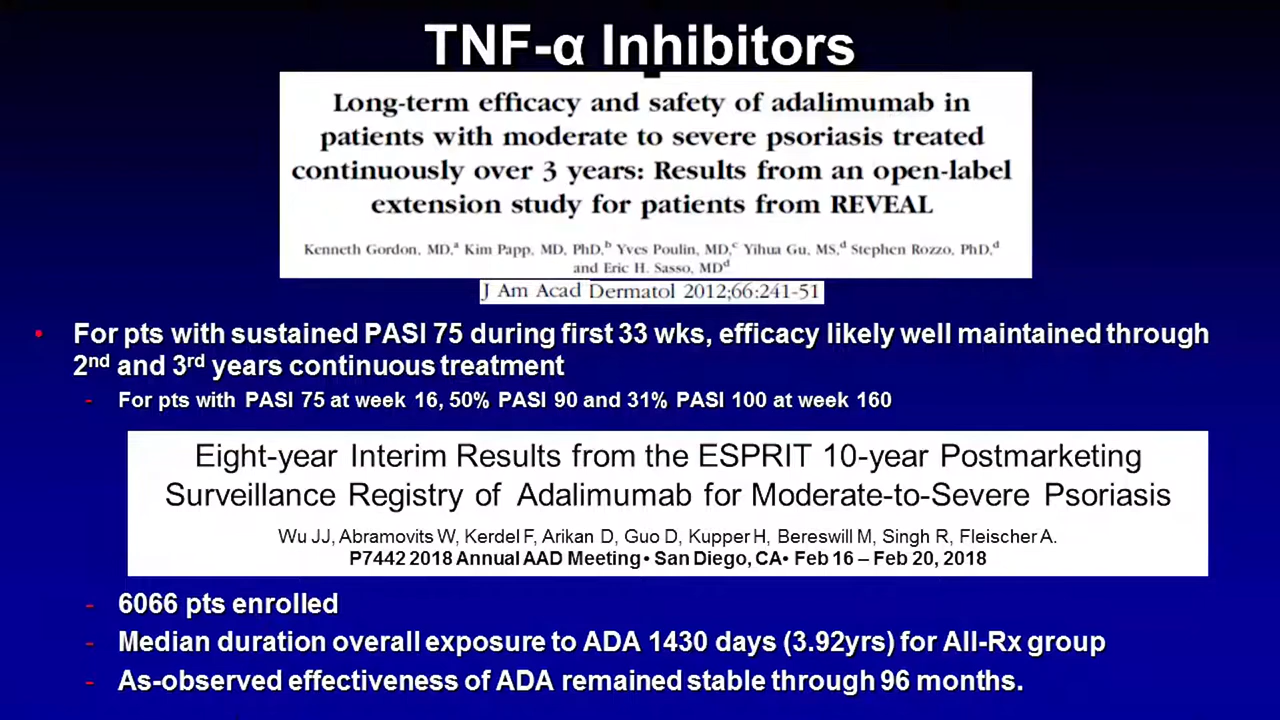 TNF-α Inhibitors
Long-term efficacy and safety of adalimumab in
patients with moderate to severe psoriasis treated
continuously over 3 years: Results from an open-label
extension study for patients from REVEAL
Kenneth Gordon, MD,ᵃ Kim Papp, MD, PhD,ᵇ Yves Poulin, MD,ᶜ Yihua Gu, MS,ᵈ Stephen Rozzo, PhD,ᵈ
and Eric H. Sasso, MDᵈ
J Am Acad Dermatol 2012;66:241-51
• For pts with sustained PASI 75 during first 33 wks, efficacy likely well maintained through
2nd and 3rd years continuous treatment
- For pts with PASI 75 at week 16, 50% PASI 90 and 31% PASI 100 at week 160
Eight-year Interim Results from the ESPRIT 10-year Postmarketing
Surveillance Registry of Adalimumab for Moderate-to-Severe Psoriasis
Wu JJ, Abramovits W, Kerdel F, Arikan D, Guo D, Kupper H, Bereswill M, Singh R, Fleischer A.
P7442 2018 Annual AAD Meeting • San Diego, CA• Feb 16 – Feb 20, 2018
- 6066 pts enrolled
- Median duration overall exposure to ADA 1430 days (3.92yrs) for All-Rx group
- As-observed effectiveness of ADA remained stable through 96 months.